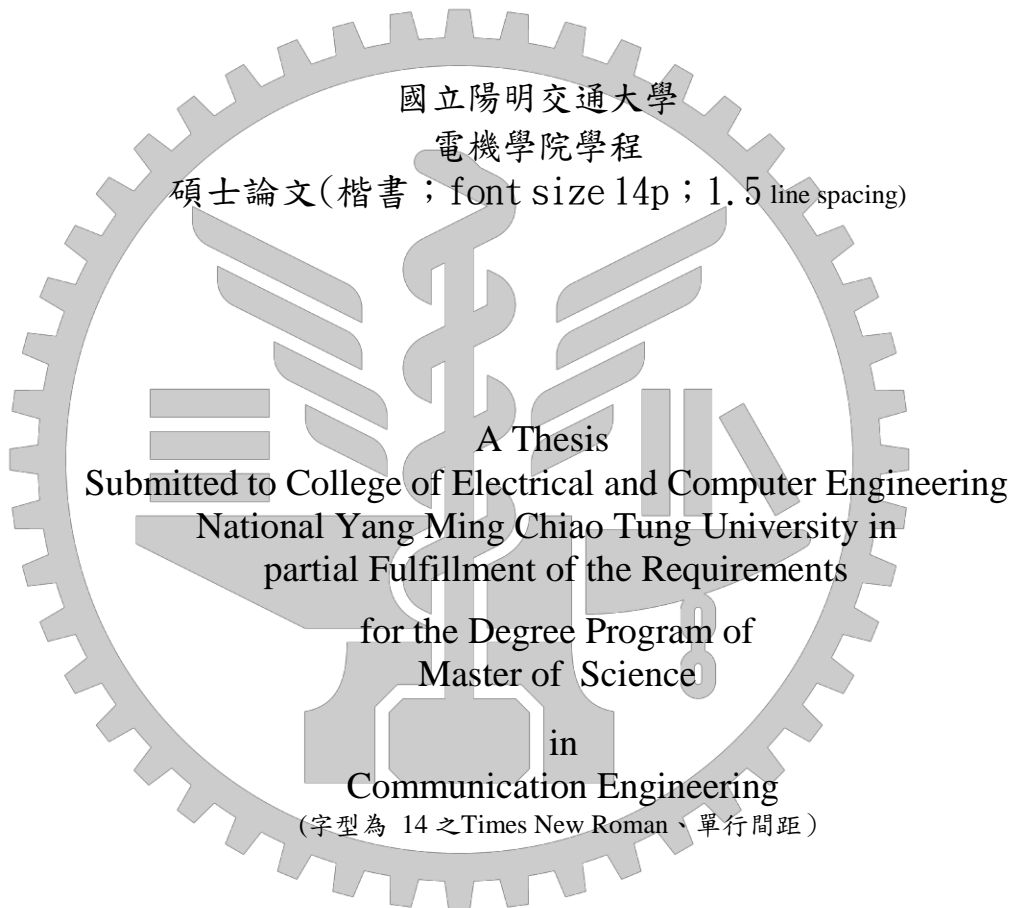 國立陽明交通大學
電機學院學程
碩士論文(楷書；font size 14p；1.5 line spacing)
A Thesis
Submitted to College of Electrical and Computer Engineering
National Yang Ming Chiao Tung University in
partial Fulfillment of the Requirements
for the Degree Program of
Master of Science
in
Communication Engineering
(字型為 14 之Times New Roman、單行間距)